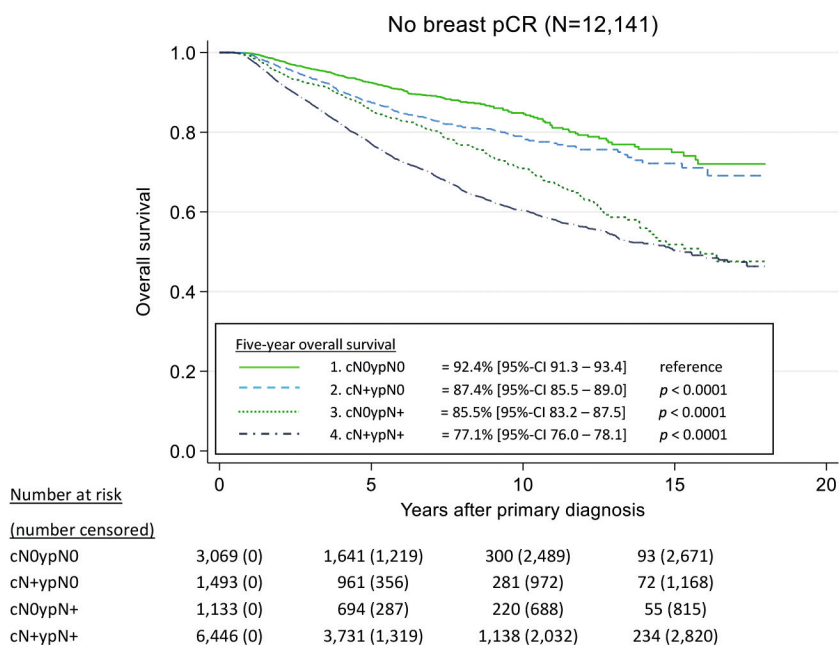 No breast pCR (N=12,141)
1.0
0.8
0.6
0.4
0.2
0.0
Overall survival
Five-year overall survival
1. cN0ypN0 = 92.4% [95%-CI 91.3 – 93.4] reference
2. cN+ypN0 = 87.4% [95%-CI 85.5 – 89.0] p < 0.0001
3. cN0ypN+ = 85.5% [95%-CI 83.2 – 87.5] p < 0.0001
4. cN+ypN+ = 77.1% [95%-CI 76.0 – 78.1] p < 0.0001
0 5 10 15 20
Years after primary diagnosis
Number at risk
(number censored)
cN0ypN0 3,069 (0) 1,641 (1,219) 300 (2,489) 93 (2,671)
cN+ypN0 1,493 (0) 961 (356) 281 (972) 72 (1,168)
cN0ypN+ 1,133 (0) 694 (287) 220 (688) 55 (815)
cN+ypN+ 6,446 (0) 3,731 (1,319) 1,138 (2,032) 234 (2,820)